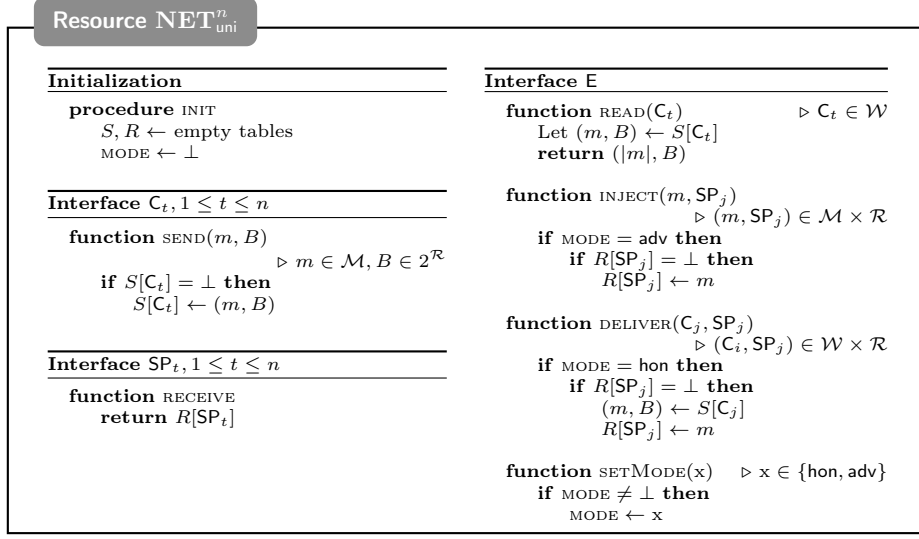 Resource NET^n_uni
Initialization
procedure INIT
S, R ← empty tables
MODE ← ⊥
Interface C_t, 1 ≤ t ≤ n
function SEND(m, B)
▷ m ∈ M, B ∈ 2^R
if S[C_t] = ⊥ then
S[C_t] ← (m, B)
Interface SP_t, 1 ≤ t ≤ n
function RECEIVE
return R[SP_t]
Interface E
function READ(C_t) ▷ C_t ∈ W
Let (m, B) ← S[C_t]
return (|m|, B)
function INJECT(m, SP_j)
▷ (m, SP_j) ∈ M × R
if MODE = adv then
if R[SP_j] = ⊥ then
R[SP_j] ← m
function DELIVER(C_j, SP_j)
▷ (C_i, SP_j) ∈ W × R
if MODE = hon then
if R[SP_j] = ⊥ then
(m, B) ← S[C_j]
R[SP_j] ← m
function SETMODE(x) ▷ x ∈ {hon, adv}
if MODE ≠ ⊥ then
MODE ← x